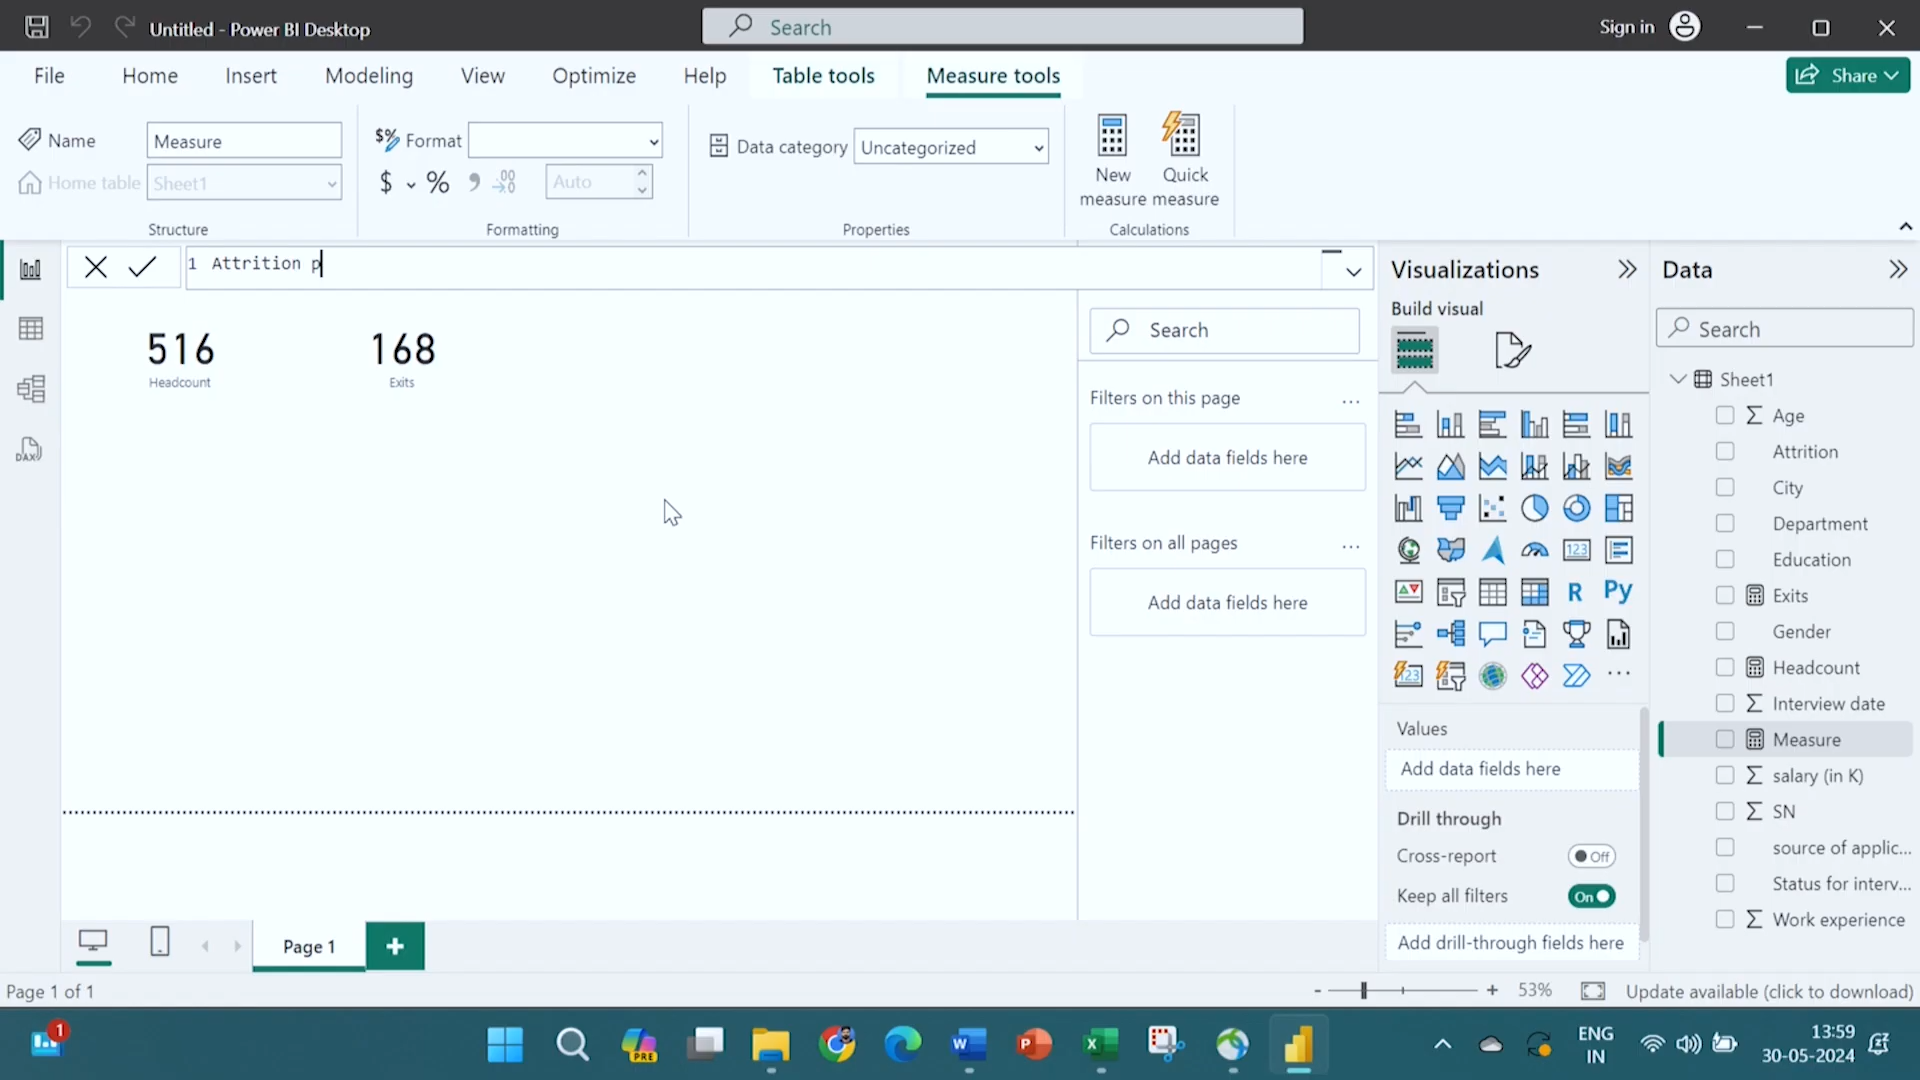 Untitled - Power BI Desktop
Search
Sign in
File
Home
Insert
Modeling
View
Optimize
Help
Table tools
Measure tools
Share
Name
Measure
Home table
Sheet1
Structure
$%
Format
$
%
Auto
Formatting
Data category
Uncategorized
Properties
New
measure
Quick
measure
Calculations
1 Attrition p
516
Headcount
168
Exits
DAX
Search
Filters on this page
...
Add data fields here
Filters on all pages
...
Add data fields here
Visualizations
Build visual
123
R
Py
123
...
Values
Add data fields here
Drill through
Cross-report
Off
Keep all filters
On
Add drill-through fields here
Data
Search
Sheet1
Age
Attrition
City
Department
Education
Exits
Gender
Headcount
Interview date
Measure
salary (in K)
SN
source of applic...
Status for interv...
Work experience
Page 1
Page 1 of 1
- + 53%
Update available (click to download)
1
PRE
W
P
X
ENG
IN
13:59
30-05-2024